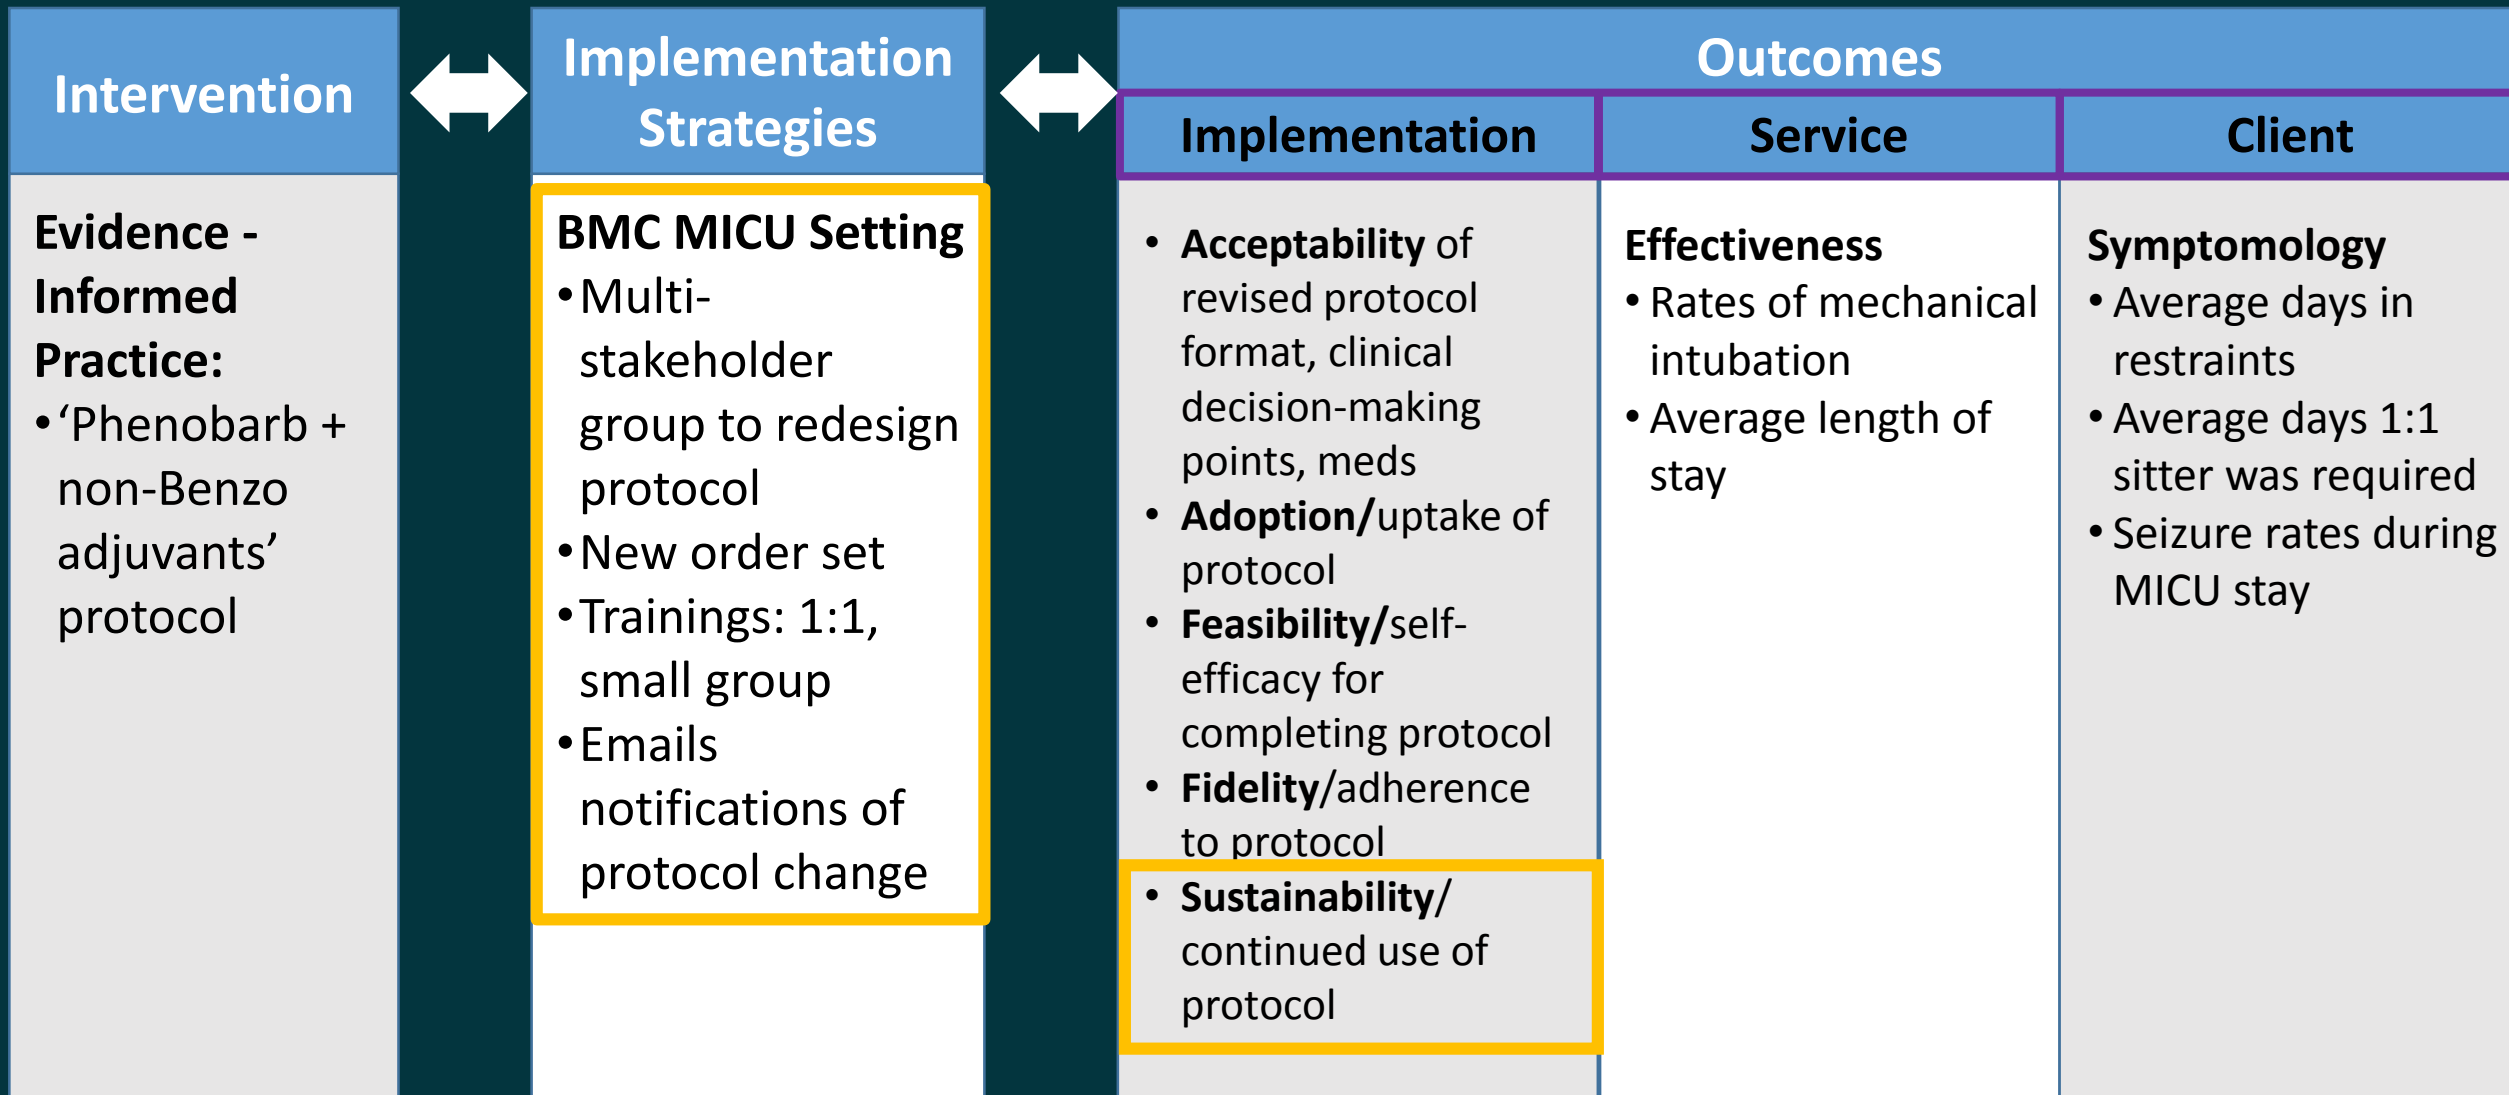 Intervention
Implementation
Strategies
Outcomes
Implementation
Service
Client
Evidence -
Informed
Practice:
•‘Phenobarb +
non-Benzo
adjuvants’
protocol
BMC MICU Setting
•Multi-
stakeholder
group to redesign
protocol
•New order set
•Trainings: 1:1,
small group
•Emails
notifications of
protocol change
• Acceptability of
revised protocol
format, clinical
decision-making
points, meds
• Adoption/uptake of
protocol
• Feasibility/self-
efficacy for
completing protocol
• Fidelity/adherence
to protocol
• Sustainability/
continued use of
protocol
Effectiveness
• Rates of mechanical
intubation
• Average length of
stay
Symptomology
• Average days in
restraints
• Average days 1:1
sitter was required
• Seizure rates during
MICU stay